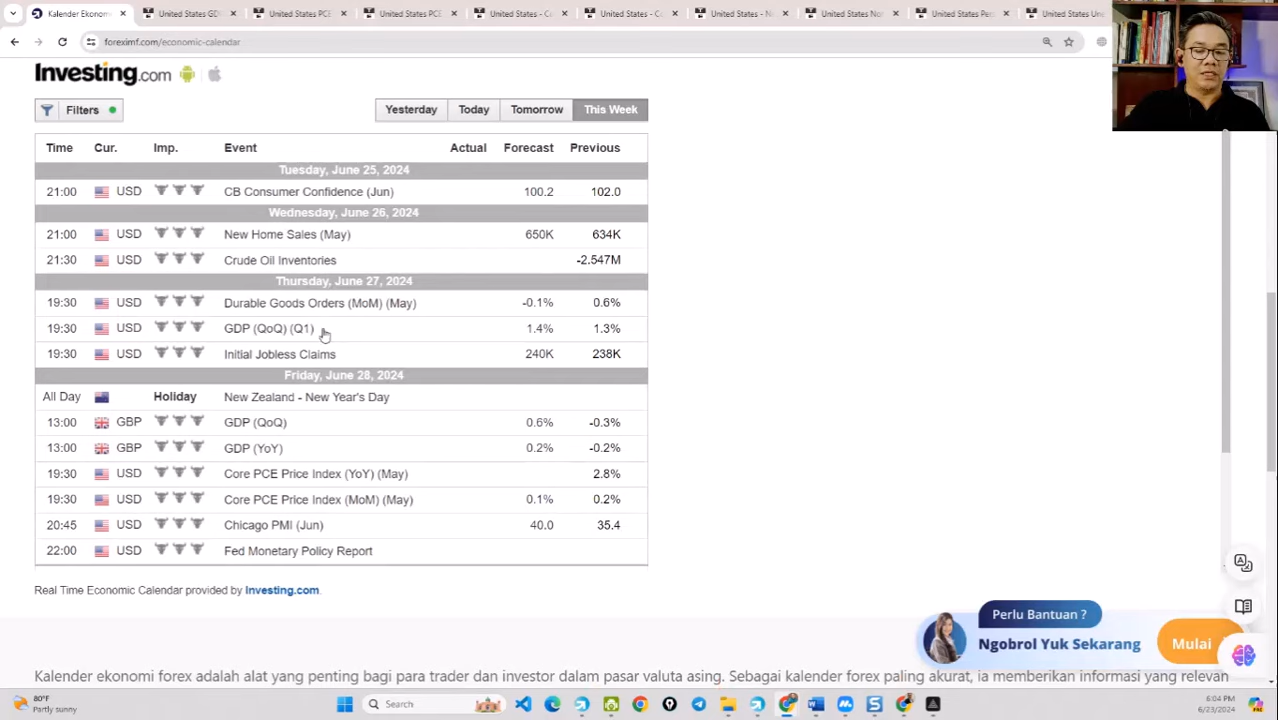 Kalender Ekonom
United States GD
United States PCE
United States PC
United States - C
United States - C
United States - N
United States NO
United States Per
United States Un
foreximf.com/economic-calendar
Investing.com
Filters
Yesterday Today Tomorrow This Week
Time Cur. Imp. Event Actual Forecast Previous
Tuesday, June 25, 2024
21:00 USD CB Consumer Confidence (Jun) 100.2 102.0
Wednesday, June 26, 2024
21:00 USD New Home Sales (May) 650K 634K
21:30 USD Crude Oil Inventories -2.547M
Thursday, June 27, 2024
19:30 USD Durable Goods Orders (MoM) (May) -0.1% 0.6%
19:30 USD GDP (QoQ) (Q1) 1.4% 1.3%
19:30 USD Initial Jobless Claims 240K 238K
Friday, June 28, 2024
All Day Holiday New Zealand - New Year's Day
13:00 GBP GDP (QoQ) 0.6% -0.3%
13:00 GBP GDP (YoY) 0.2% -0.2%
19:30 USD Core PCE Price Index (YoY) (May) 2.8%
19:30 USD Core PCE Price Index (MoM) (May) 0.1% 0.2%
20:45 USD Chicago PMI (Jun) 40.0 35.4
22:00 USD Fed Monetary Policy Report
Real Time Economic Calendar provided by Investing.com.
Perlu Bantuan ?
Ngobrol Yuk Sekarang
Mulai
Kalender ekonomi forex adalah alat yang penting bagi para trader dan investor dalam pasar valuta asing. Sebagai kalender forex paling akurat, ia memberikan informasi yang relevan
80°F
Partly sunny
Search
6:04 PM
6/23/2024